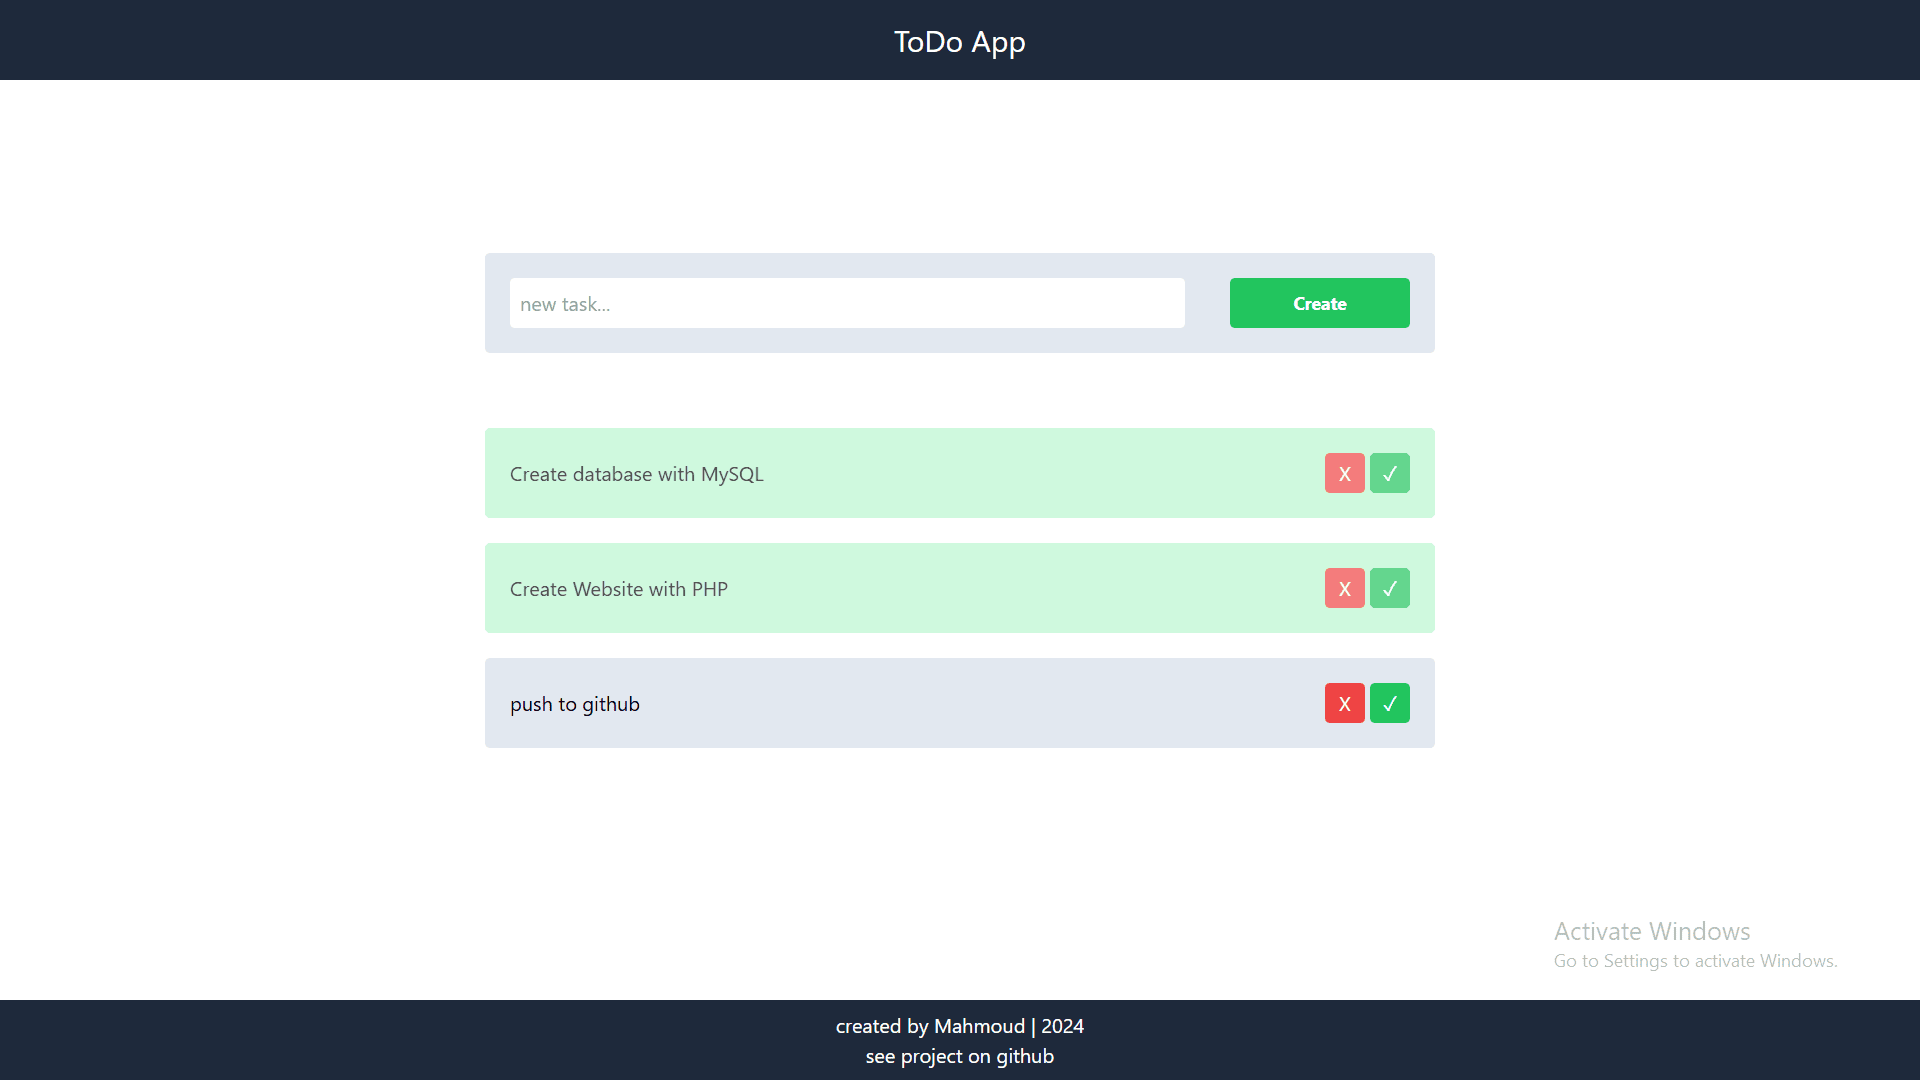 ToDo App
new task...
Create
Create database with MySQL
X ✓
Create Website with PHP
X ✓
push to github
X ✓
Activate Windows
Go to Settings to activate Windows.
created by Mahmoud | 2024
see project on github